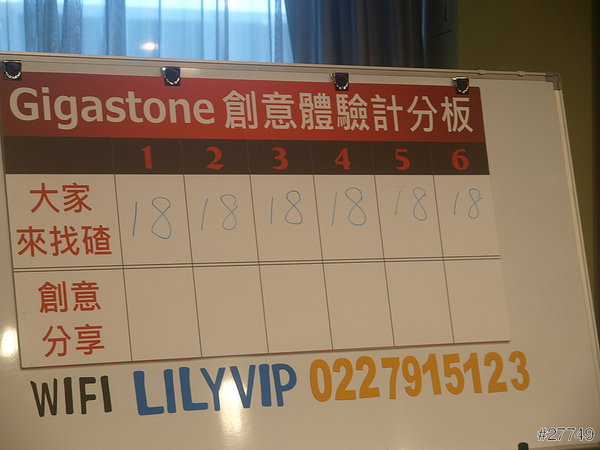 Gigastone 創意體驗計分板
1 2 3 4 5 6
大家
來找碴
18 18 18 18 18 18
創意
分享
WIFI LILYVIP 0227915123
#27749